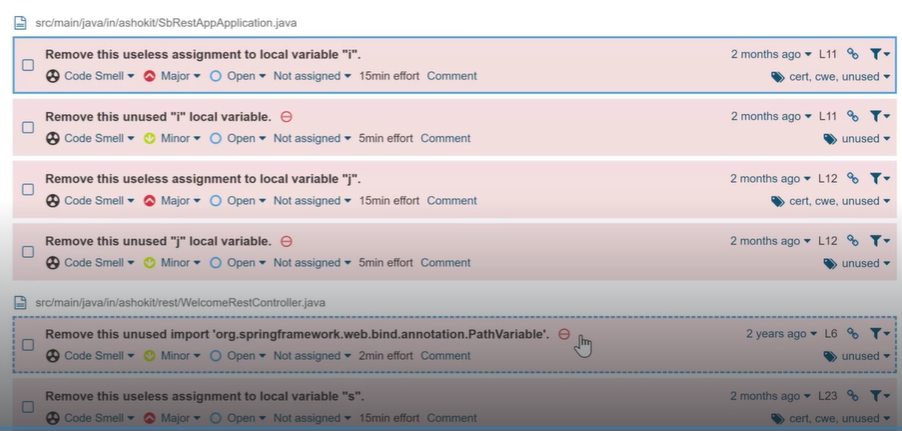 src/main/java/in/ashokit/SbRestAppApplication.java
Remove this useless assignment to local variable "i". 2 months ago L11
Code Smell Major Open Not assigned 15min effort Comment cert, cwe, unused
Remove this unused "i" local variable. 2 months ago L11
Code Smell Minor Open Not assigned 5min effort Comment unused
Remove this useless assignment to local variable "j". 2 months ago L12
Code Smell Major Open Not assigned 15min effort Comment cert, cwe, unused
Remove this unused "j" local variable. 2 months ago L12
Code Smell Minor Open Not assigned 5min effort Comment unused
src/main/java/in/ashokit/rest/WelcomeRestController.java
Remove this unused import 'org.springframework.web.bind.annotation.PathVariable'. 2 years ago L6
Code Smell Minor Open Not assigned 2min effort Comment unused
Remove this useless assignment to local variable "s". 2 months ago L23
Code Smell Major Open Not assigned 15min effort Comment cert, cwe, unused